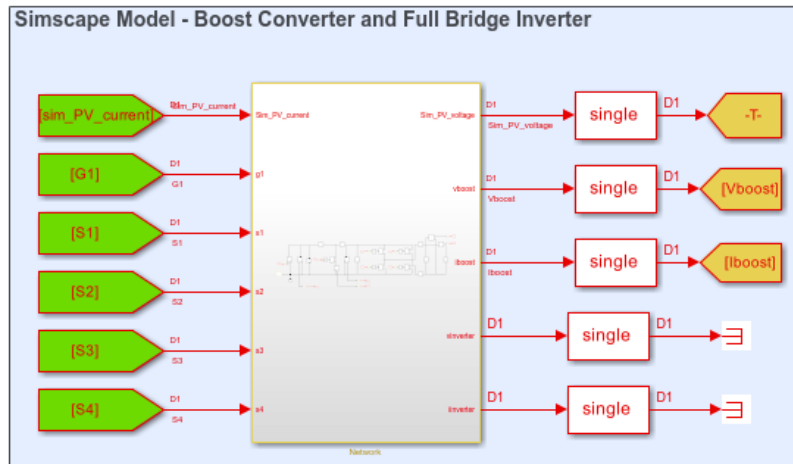 Simscape Model - Boost Converter and Full Bridge Inverter
[sim_PV_current]
D1
Sim_PV_current
Sim_PV_current
Sim_PV_voltage
D1
Sim_PV_voltage
single
D1
-T-
[G1]
D1
G1
g1
vboost
D1
Vboost
single
D1
[Vboost]
[S1]
D1
S1
s1
[S2]
D1
S2
s2
Iboost
D1
Iboost
single
D1
[Iboost]
[S3]
D1
S3
s3
D1
single
D1
[S4]
D1
S4
s4
D1
single
D1
Network